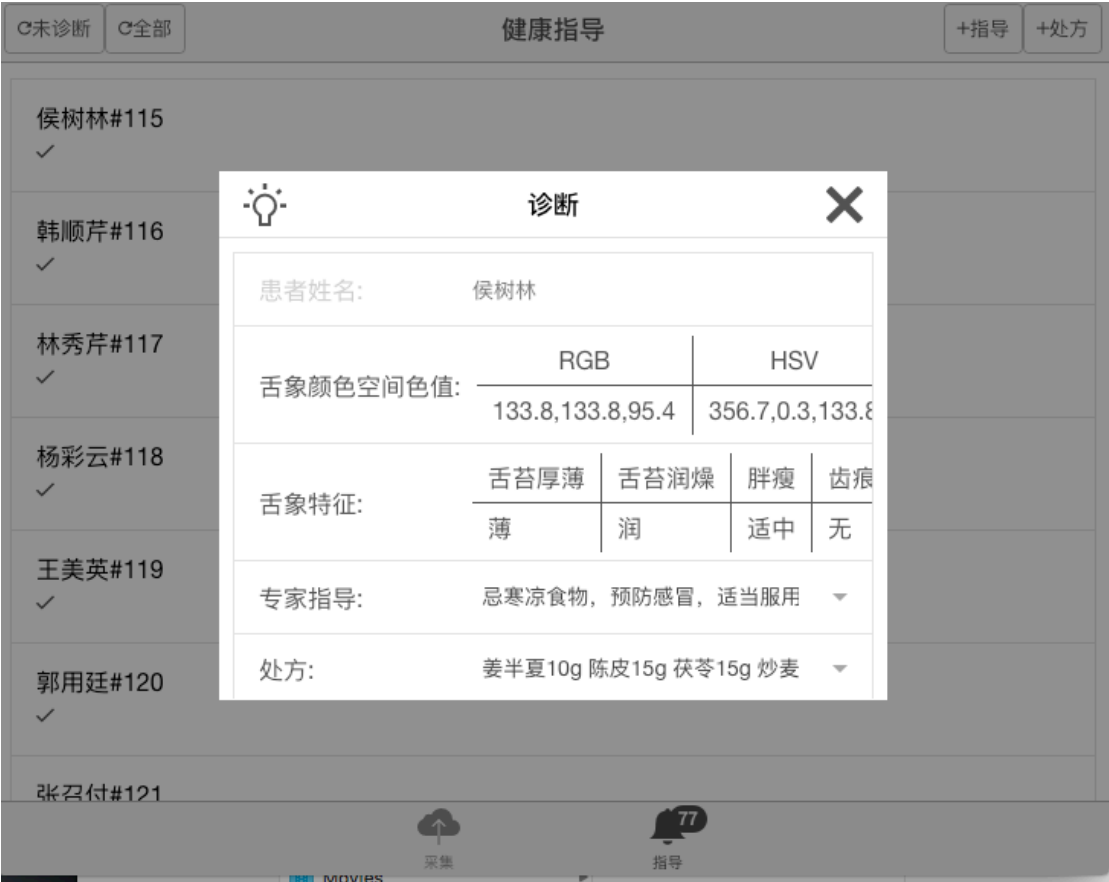 未诊断 全部 健康指导 +指导 +处方
侯树林#115
韩顺芹#116
林秀芹#117
杨彩云#118
王美英#119
郭用廷#120
张召付#121
诊断
患者姓名: 侯树林
舌象颜色空间色值:
RGB HSV
133.8,133.8,95.4 356.7,0.3,133.8
舌象特征:
舌苔厚薄 舌苔润燥 胖瘦 齿痕
薄 润 适中 无
专家指导: 忌寒凉食物，预防感冒，适当服用
处方: 姜半夏10g 陈皮15g 茯苓15g 炒麦
77
采集 指导
Movies